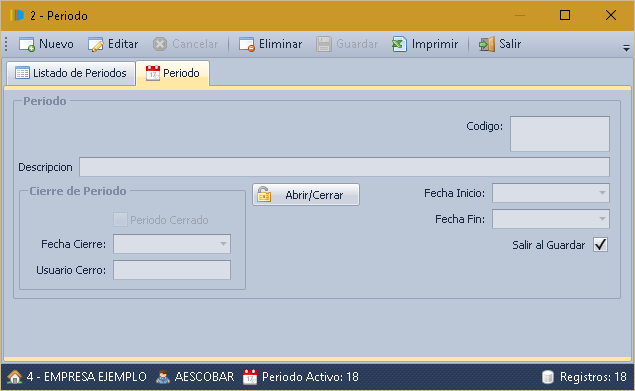 2 - Periodo
Nuevo Editar Cancelar Eliminar Guardar Imprimir Salir
Listado de Periodos Periodo
Periodo
Codigo:
Descripcion
Cierre de Periodo
Abrir/Cerrar
Fecha Inicio:
Periodo Cerrado
Fecha Fin:
Fecha Cierre:
Salir al Guardar
Usuario Cerro:
4 - EMPRESA EJEMPLO AESCOBAR Periodo Activo: 18 Registros: 18